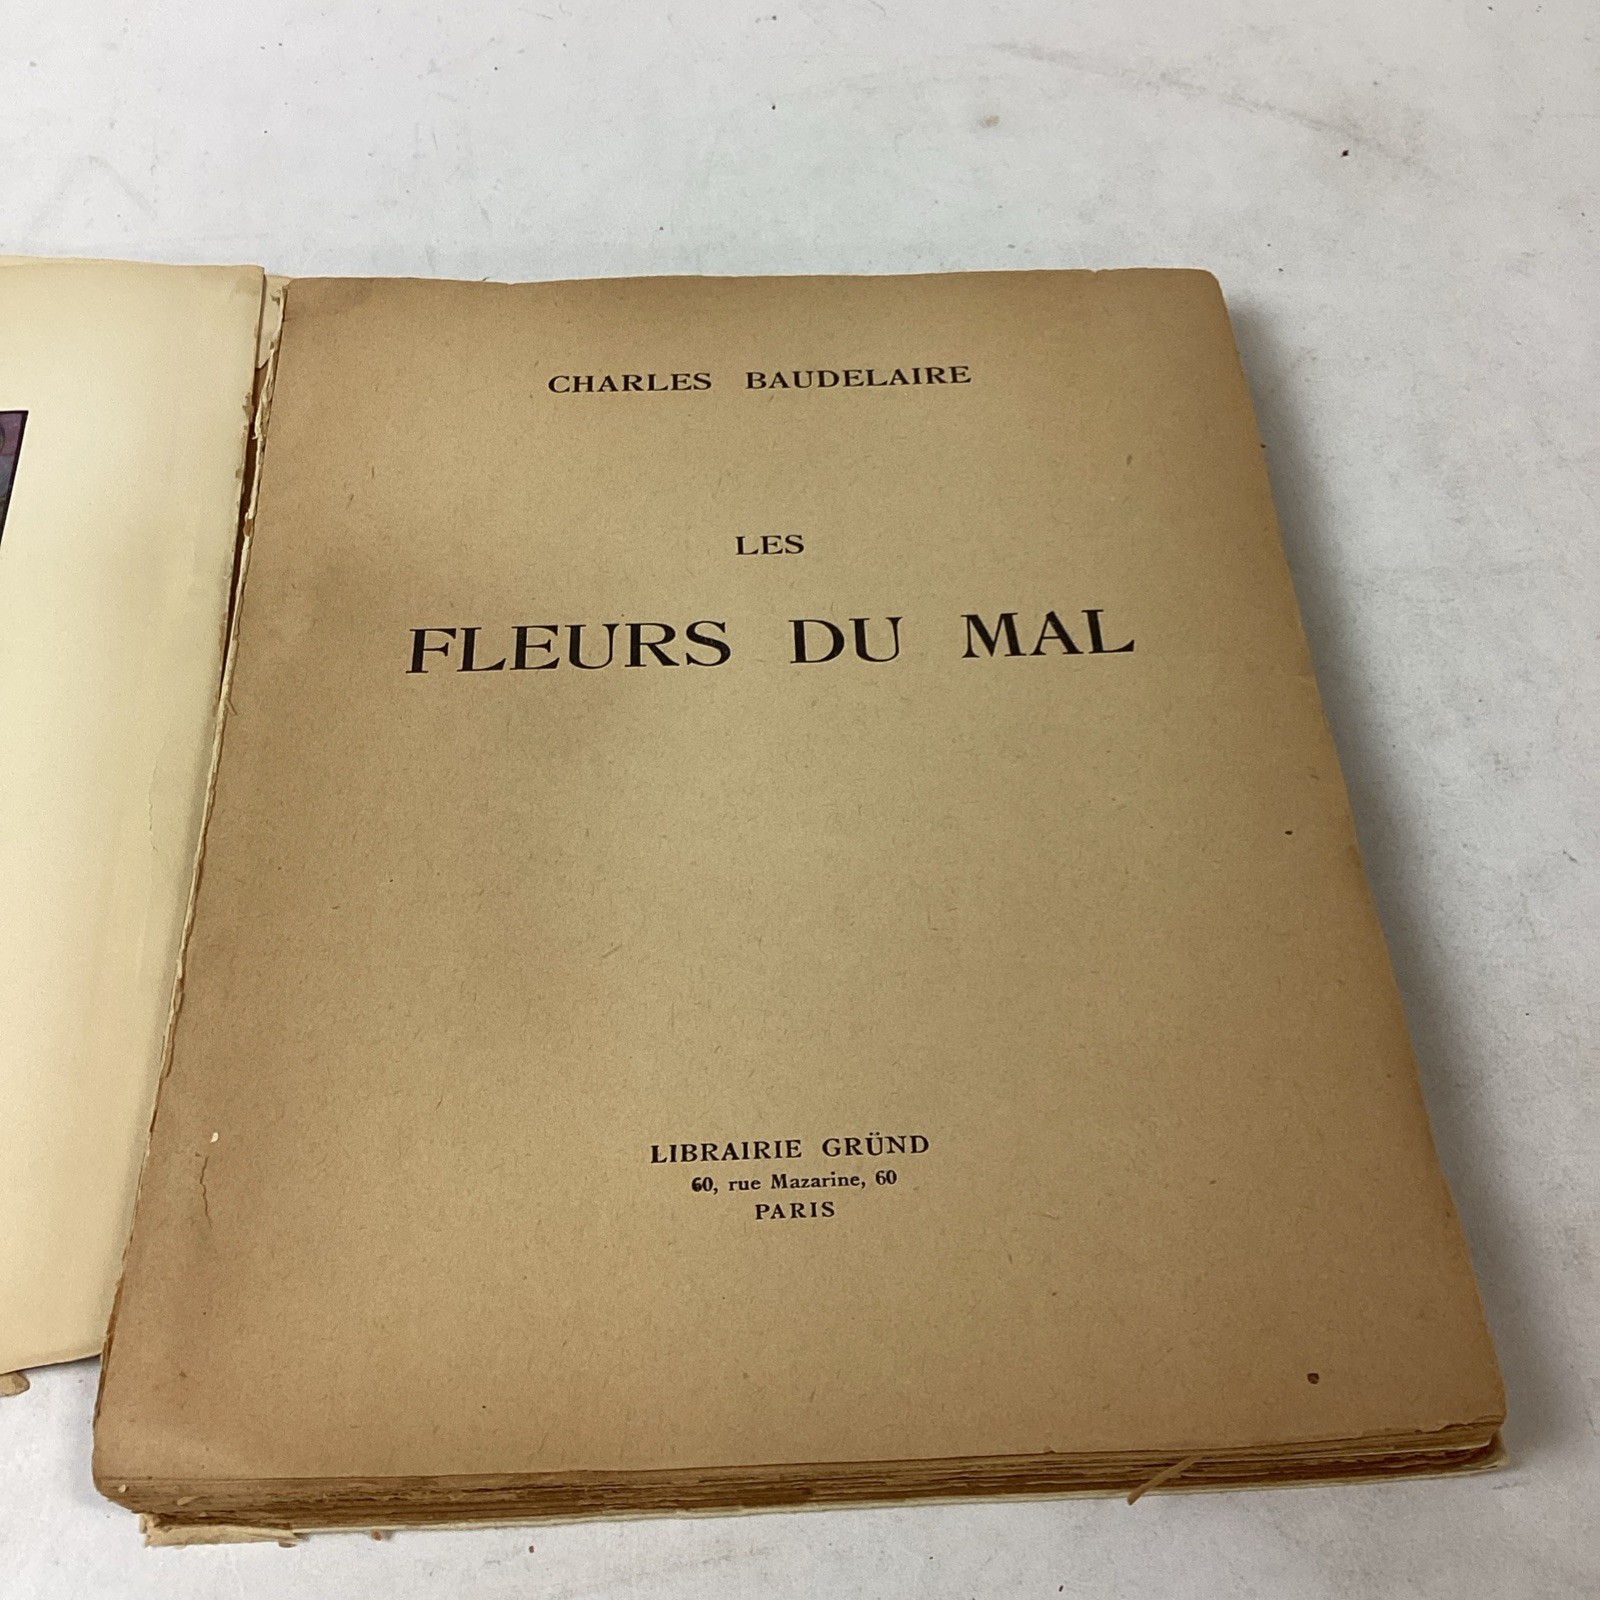 CHARLES BAUDELAIRE
LES
FLEURS DU MAL
LIBRAIRIE GRÜND
60, rue Mazarine, 60
PARIS